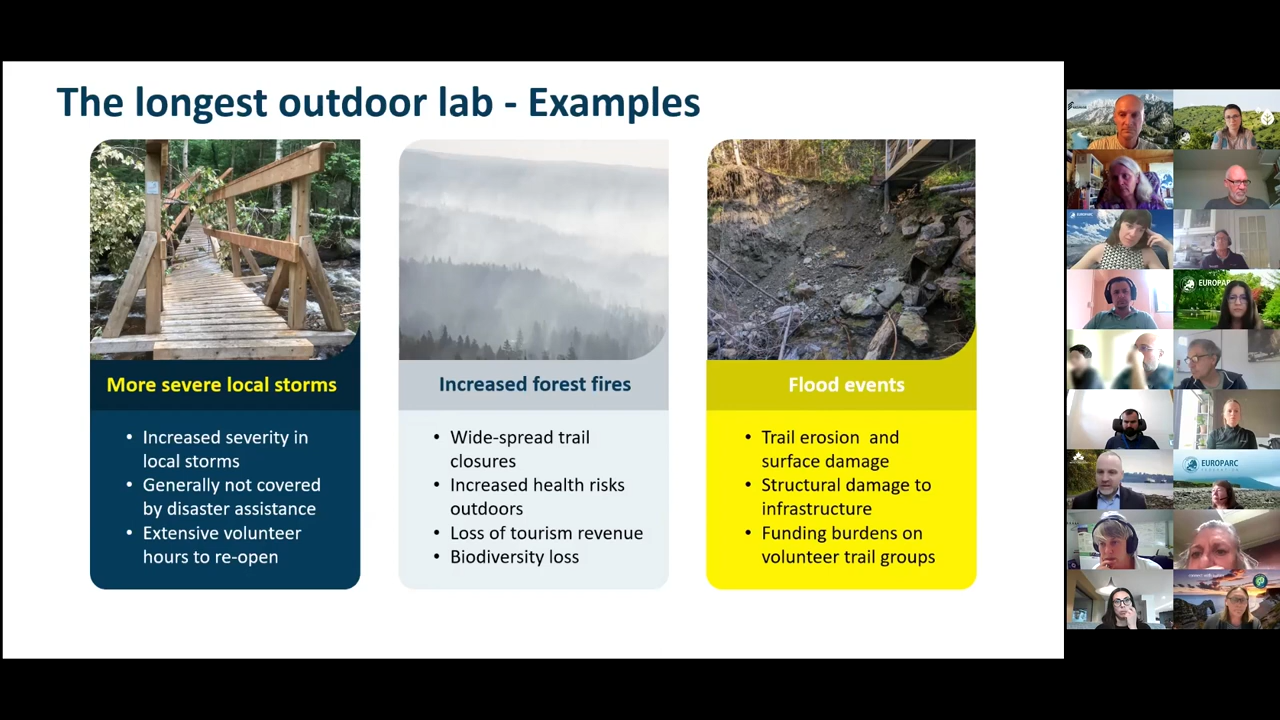 The longest outdoor lab - Examples
More severe local storms
• Increased severity in
local storms
• Generally not covered
by disaster assistance
• Extensive volunteer
hours to re-open
Increased forest fires
• Wide-spread trail
closures
• Increased health risks
outdoors
• Loss of tourism revenue
• Biodiversity loss
Flood events
• Trail erosion and
surface damage
• Structural damage to
infrastructure
• Funding burdens on
volunteer trail groups
EUROPARC
EUROPARC